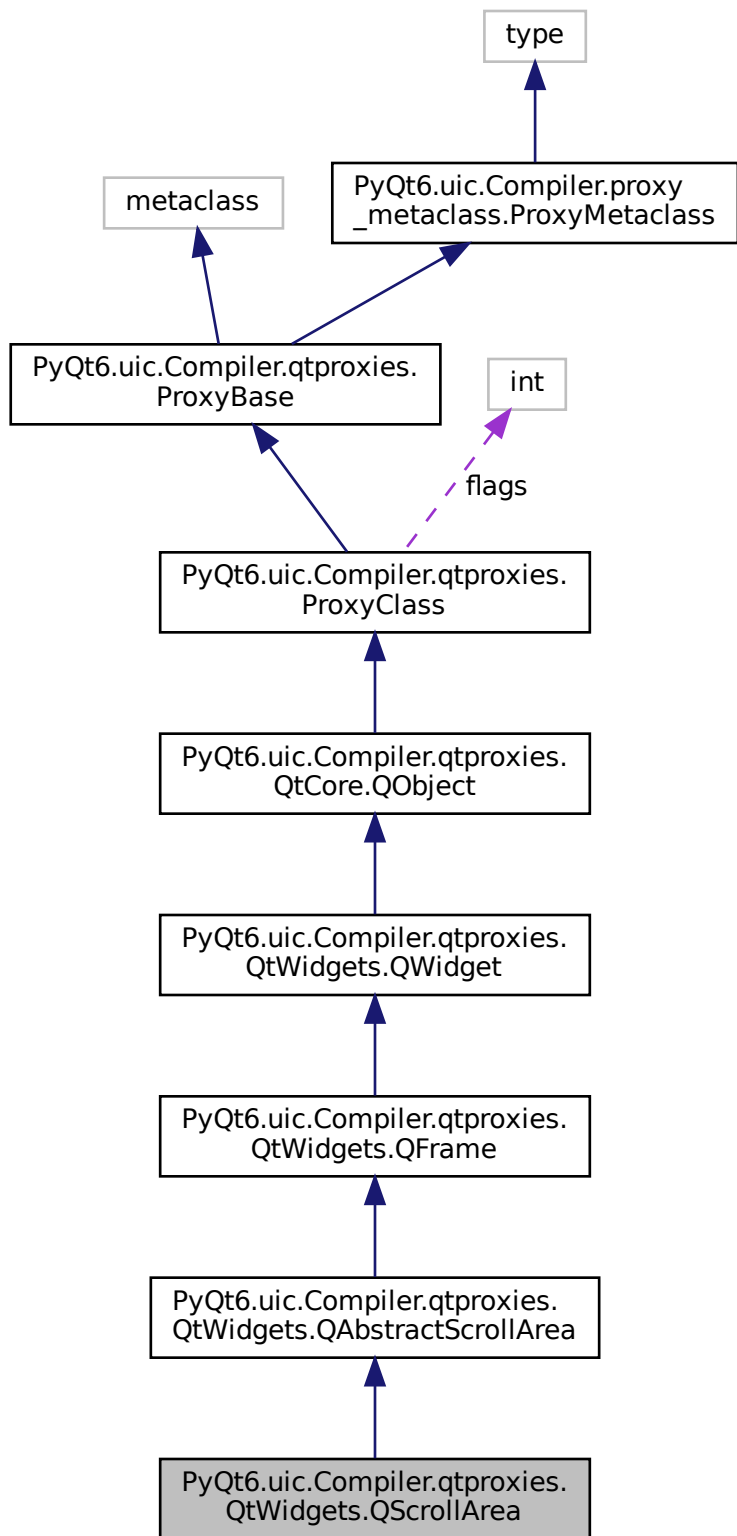 type
PyQt6.uic.Compiler.proxy
_metaclass.ProxyMetaclass
metaclass
PyQt6.uic.Compiler.qtproxies.
ProxyBase
int
flags
PyQt6.uic.Compiler.qtproxies.
ProxyClass
PyQt6.uic.Compiler.qtproxies.
QtCore.QObject
PyQt6.uic.Compiler.qtproxies.
QtWidgets.QWidget
PyQt6.uic.Compiler.qtproxies.
QtWidgets.QFrame
PyQt6.uic.Compiler.qtproxies.
QtWidgets.QAbstractScrollArea
PyQt6.uic.Compiler.qtproxies.
QtWidgets.QScrollArea